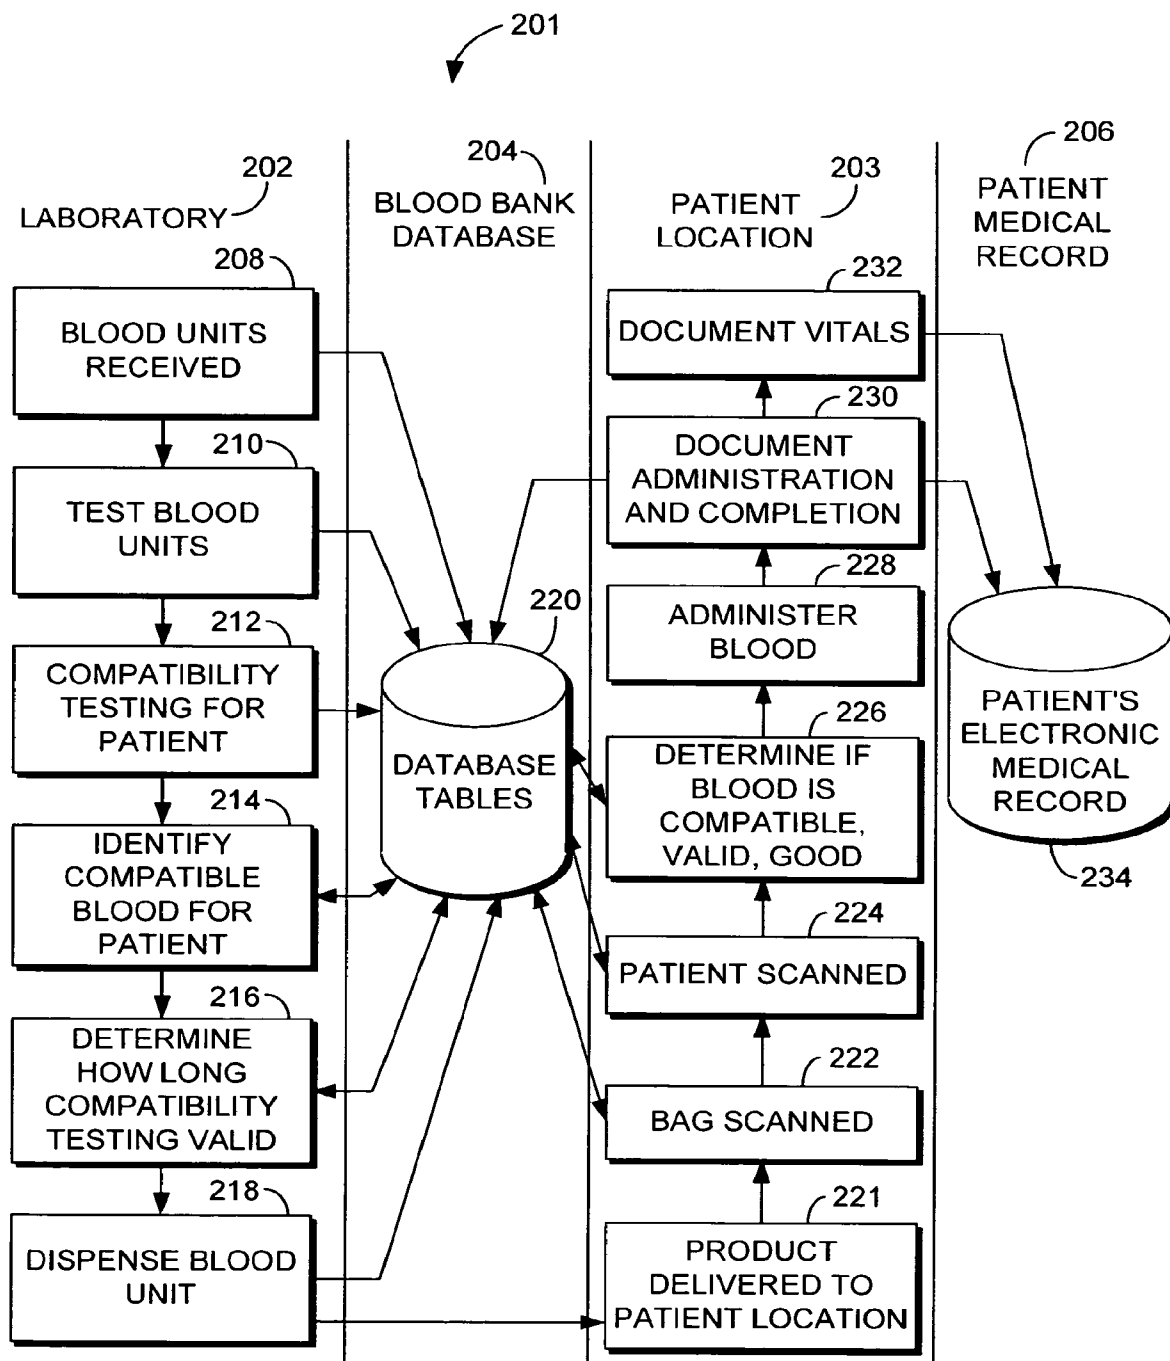 201
202
LABORATORY
204
BLOOD BANK
DATABASE
203
PATIENT
LOCATION
206
PATIENT
MEDICAL
RECORD
208
BLOOD UNITS
RECEIVED
210
TEST BLOOD
UNITS
212
COMPATIBILITY
TESTING FOR
PATIENT
214
IDENTIFY
COMPATIBLE
BLOOD FOR
PATIENT
216
DETERMINE
HOW LONG
COMPATIBILITY
TESTING VALID
218
DISPENSE BLOOD
UNIT
220
DATABASE
TABLES
232
DOCUMENT VITALS
230
DOCUMENT
ADMINISTRATION
AND COMPLETION
228
ADMINISTER
BLOOD
226
DETERMINE IF
BLOOD IS
COMPATIBLE,
VALID, GOOD
224
PATIENT SCANNED
222
BAG SCANNED
221
PRODUCT
DELIVERED TO
PATIENT LOCATION
PATIENT'S
ELECTRONIC
MEDICAL
RECORD
234